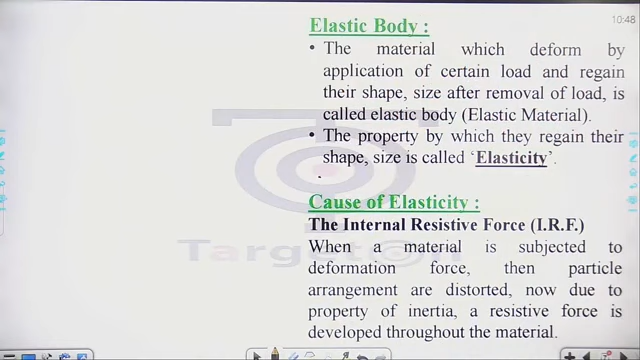 10:48
Elastic Body :
• The material which deform by
application of certain load and regain
their shape, size after removal of load, is
called elastic body (Elastic Material).
• The property by which they regain their
shape, size is called ‘Elasticity’.
Cause of Elasticity :
The Internal Resistive Force (I.R.F.)
When a material is subjected to
deformation force, then particle
arrangement are distorted, now due to
property of inertia, a resistive force is
developed throughout the material.
Target@n